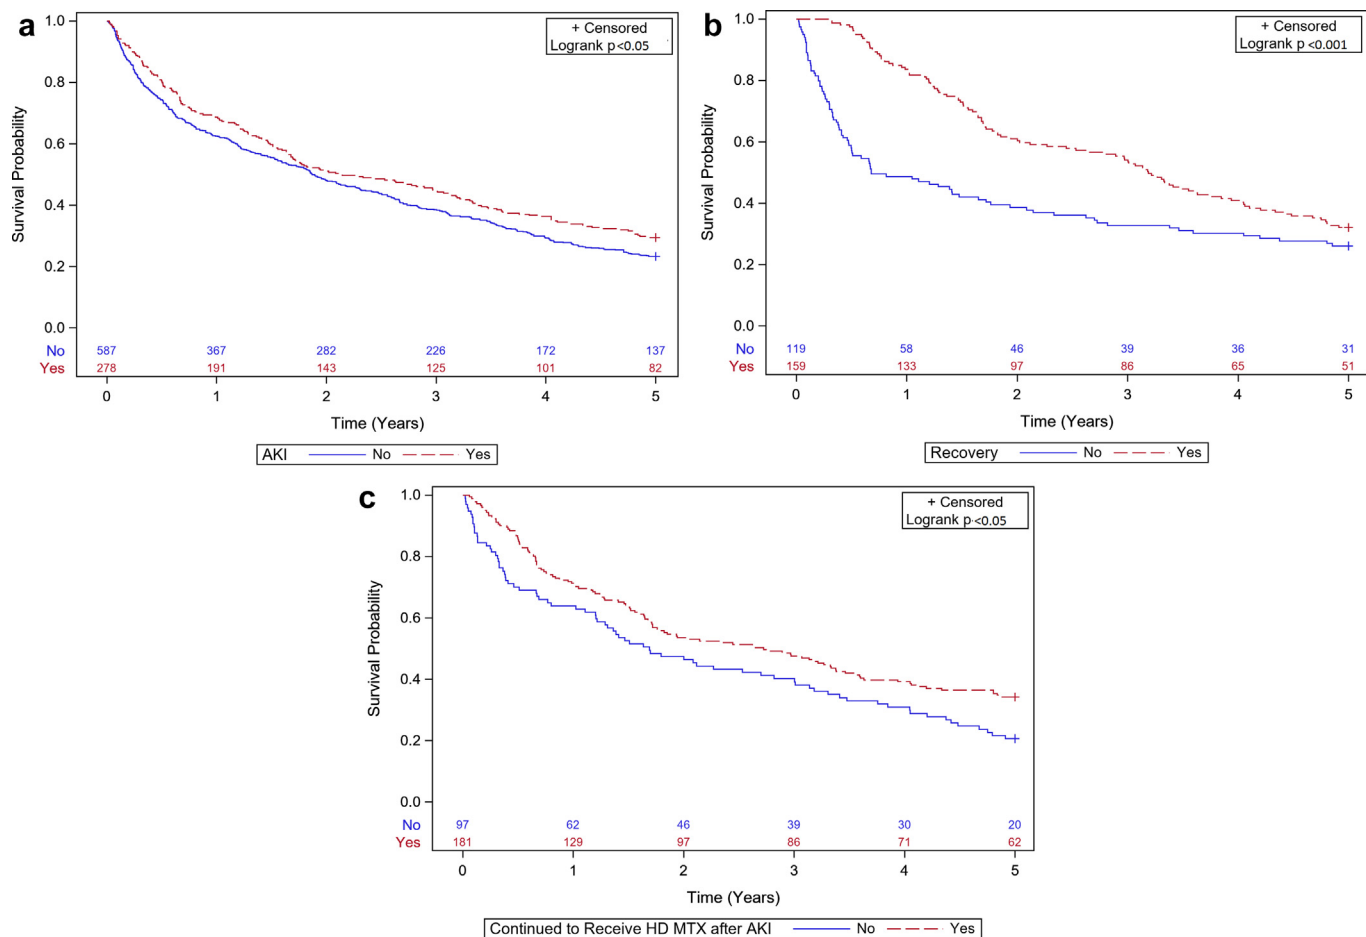 a
+ Censored
Logrank p<0.05
Survival Probability
1.0
0.8
0.6
0.4
0.2
0.0
No 587 367 282 226 172 137
Yes 278 191 143 125 101 82
0 1 2 3 4 5
Time (Years)
AKI No Yes
b
+ Censored
Logrank p<0.001
Survival Probability
1.0
0.8
0.6
0.4
0.2
0.0
No 119 58 46 39 36 31
Yes 159 133 97 86 65 51
0 1 2 3 4 5
Time (Years)
Recovery No Yes
c
+ Censored
Logrank p<0.05
Survival Probability
1.0
0.8
0.6
0.4
0.2
0.0
No 97 62 46 39 30 20
Yes 181 129 97 86 71 62
0 1 2 3 4 5
Time (Years)
Continued to Receive HD MTX after AKI No Yes